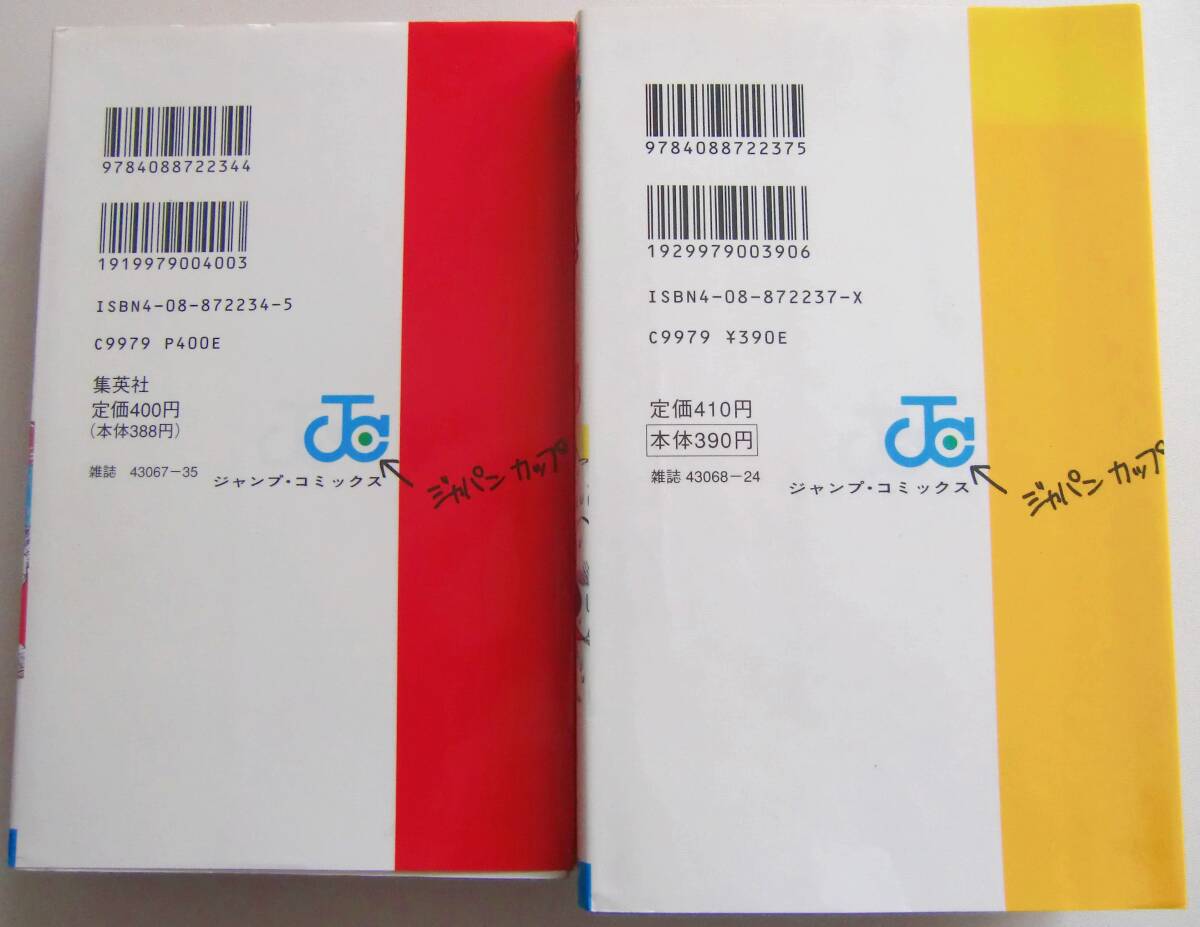 9784088722344
1919979004003
ISBN4-08-872234-5
C9979 P400E
集英社
定価400円
(本体388円)
雑誌 43067-35
JC
ジャンプ・コミックス
ジャパン カップ
9784088722375
1929979003906
ISBN4-08-872237-X
C9979 ¥390E
定価410円
本体390円
雑誌 43068-24
JC
ジャンプ・コミックス
ジャパン カップ